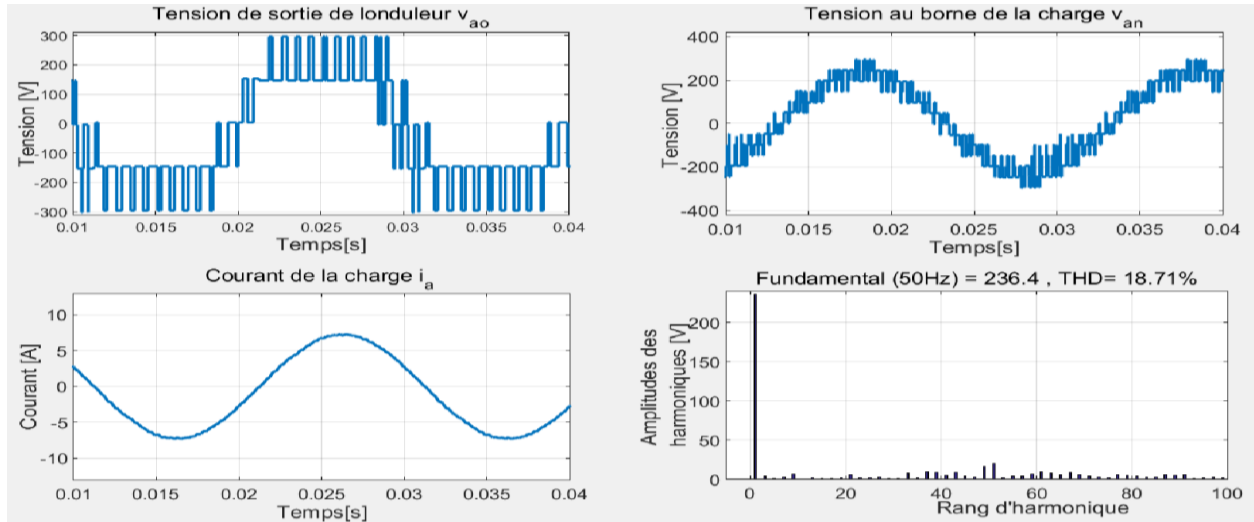 Tension de sortie de londuleur v_ao
Tension [V]
300
200
100
0
-100
-200
-300
0.01 0.015 0.02 0.025 0.03 0.035 0.04
Temps[s]
Tension au borne de la charge v_an
Tension [V]
400
200
0
-200
-400
0.01 0.015 0.02 0.025 0.03 0.035 0.04
Temps[s]
Courant de la charge i_a
Courant [A]
10
5
0
-5
-10
0.01 0.015 0.02 0.025 0.03 0.035 0.04
Temps[s]
Fundamental (50Hz) = 236.4 , THD= 18.71%
Amplitudes des
harmoniques [V]
200
150
100
50
0
0 20 40 60 80 100
Rang d'harmonique